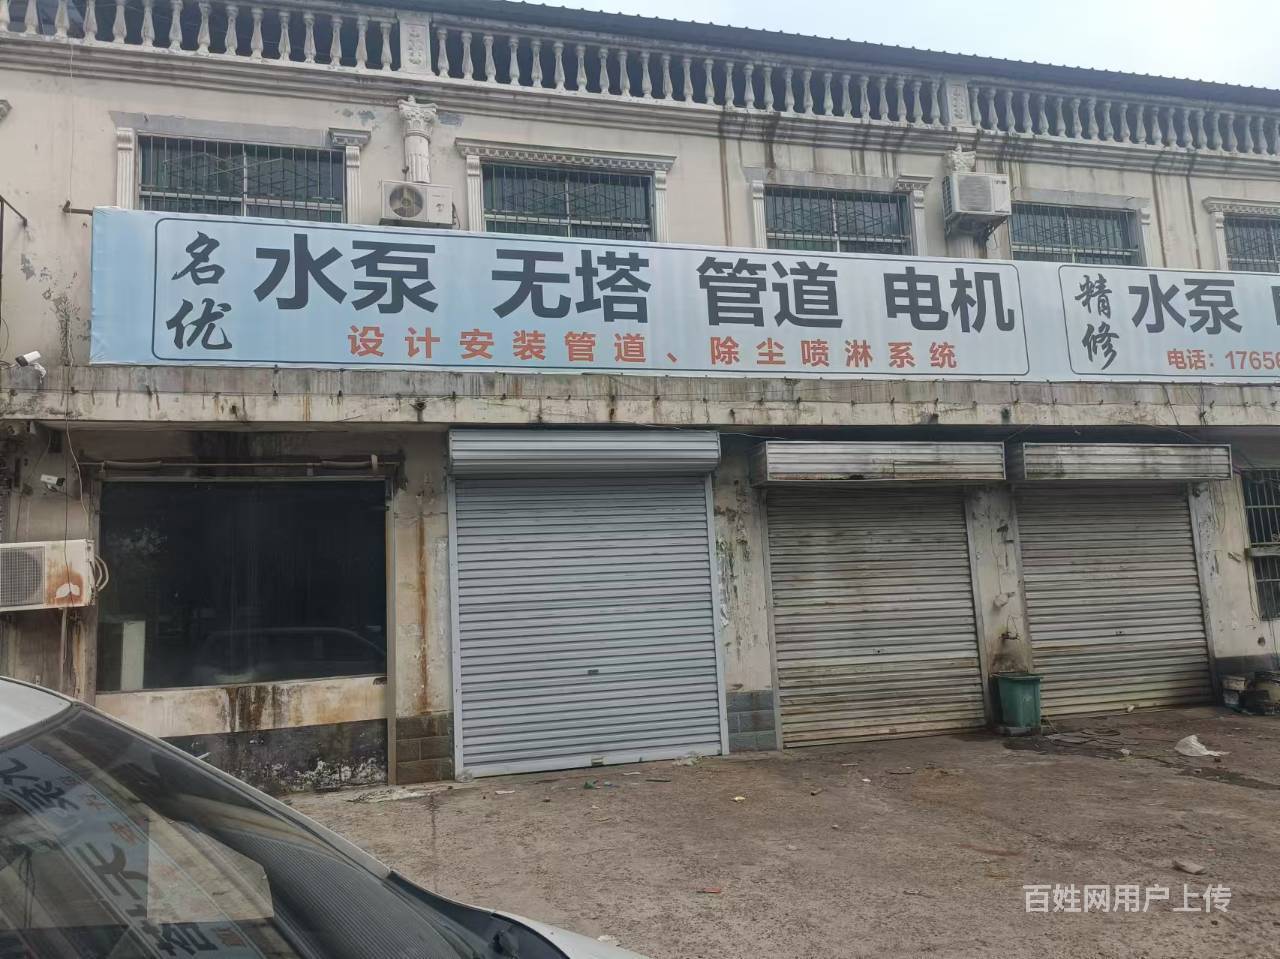 名优
水泵 无塔 管道 电机
设计安装管道、除尘喷淋系统
精修
水泵
电话：17656
百姓网用户上传